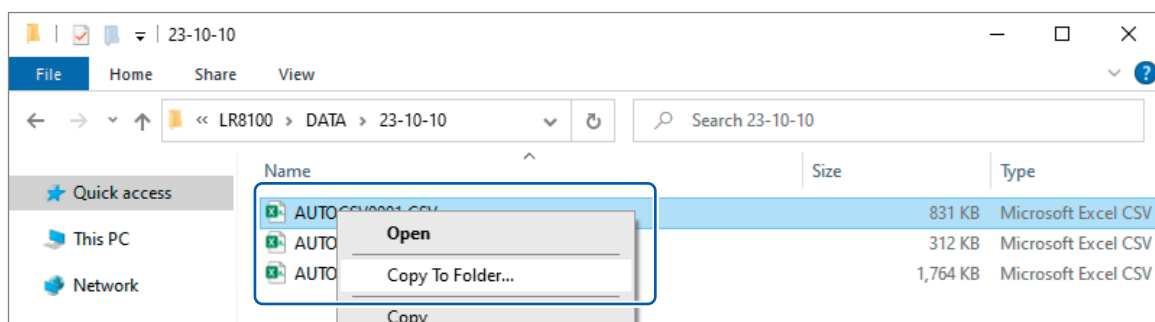 23-10-10
File Home Share View
« LR8100 > DATA > 23-10-10 Search 23-10-10
Name Size Type
Quick access
AUTOCSV0001.CSV 831 KB Microsoft Excel CSV
Open
This PC
AUTO 312 KB Microsoft Excel CSV
AUTO Copy To Folder... 1,764 KB Microsoft Excel CSV
Network
Copy